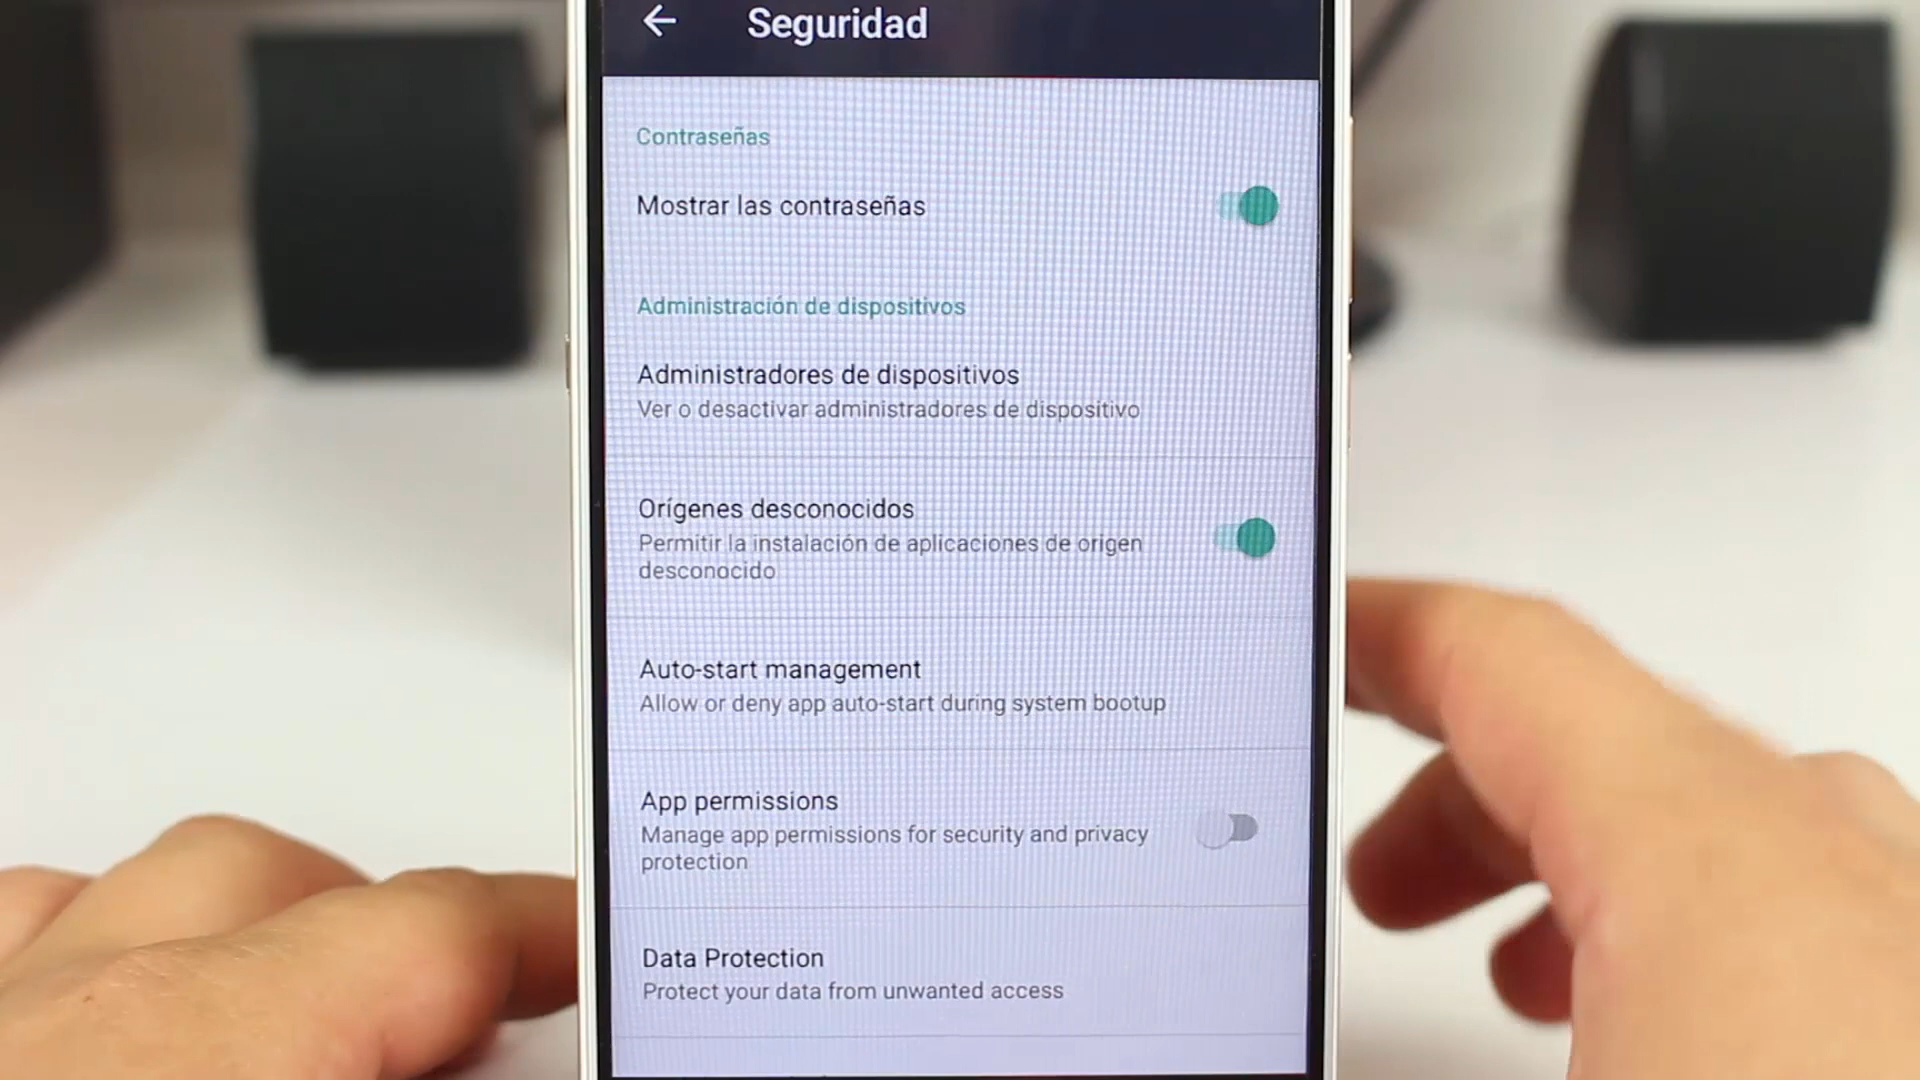 Seguridad
Contraseñas
Mostrar las contraseñas
Administración de dispositivos
Administradores de dispositivos
Ver o desactivar administradores de dispositivo
Orígenes desconocidos
Permitir la instalación de aplicaciones de origen
desconocido
Auto-start management
Allow or deny app auto-start during system bootup
App permissions
Manage app permissions for security and privacy
protection
Data Protection
Protect your data from unwanted access